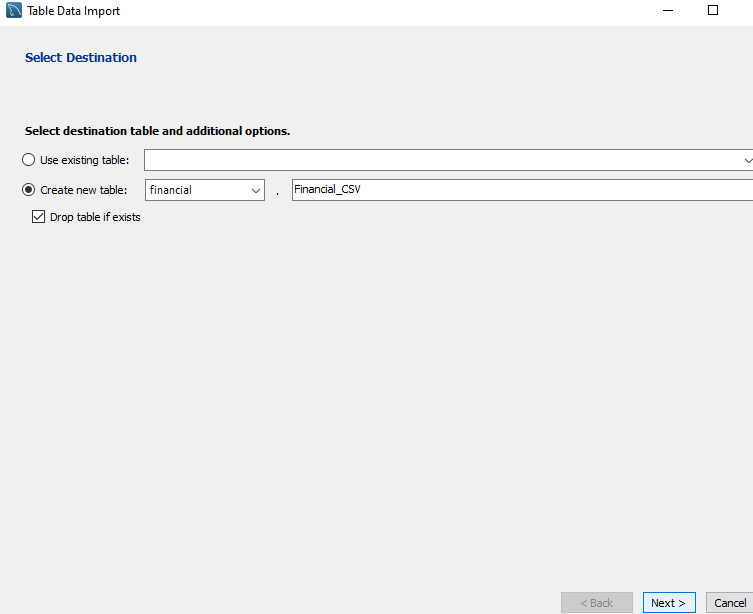 Table Data Import
Select Destination
Select destination table and additional options.
Use existing table:
Create new table: financial . Financial_CSV
Drop table if exists
< Back Next > Cancel